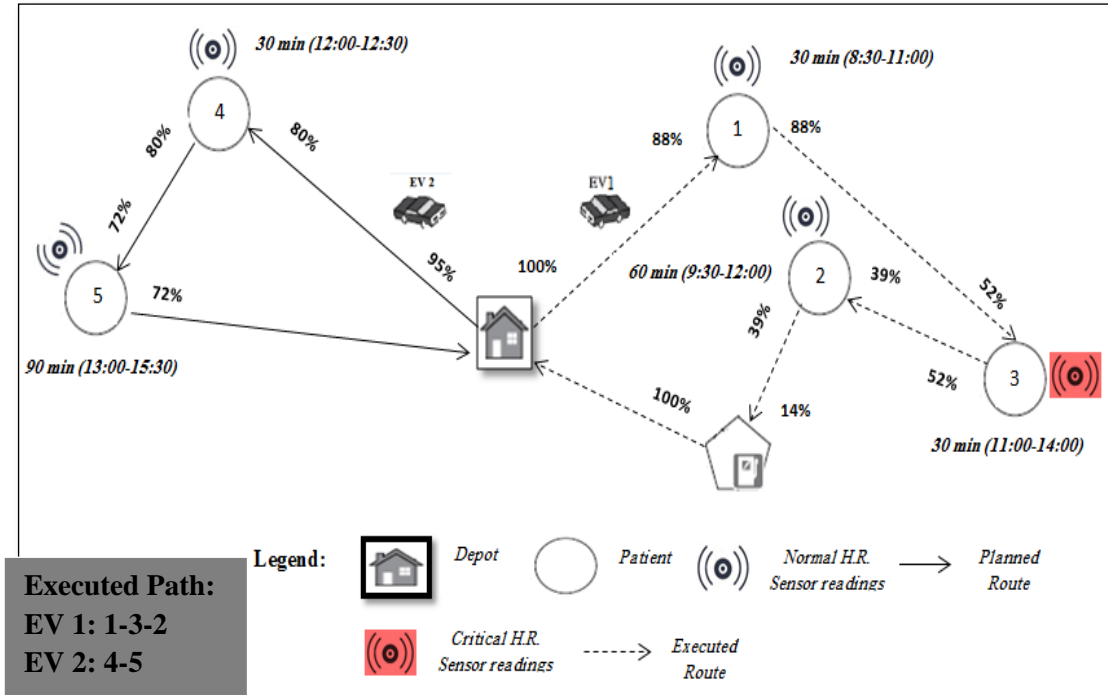 30 min (12:00-12:30)
30 min (8:30-11:00)
4
1
80%
80%
88%
88%
EV 2
EV1
72%
95%
100%
60 min (9:30-12:00)
2
39%
52%
5
72%
39%
3
52%
90 min (13:00-15:30)
100%
14%
30 min (11:00-14:00)
Legend:
Depot
Patient
Normal H.R.
Sensor readings
Planned
Route
Critical H.R.
Sensor readings
Executed
Route
Executed Path:
EV 1: 1-3-2
EV 2: 4-5